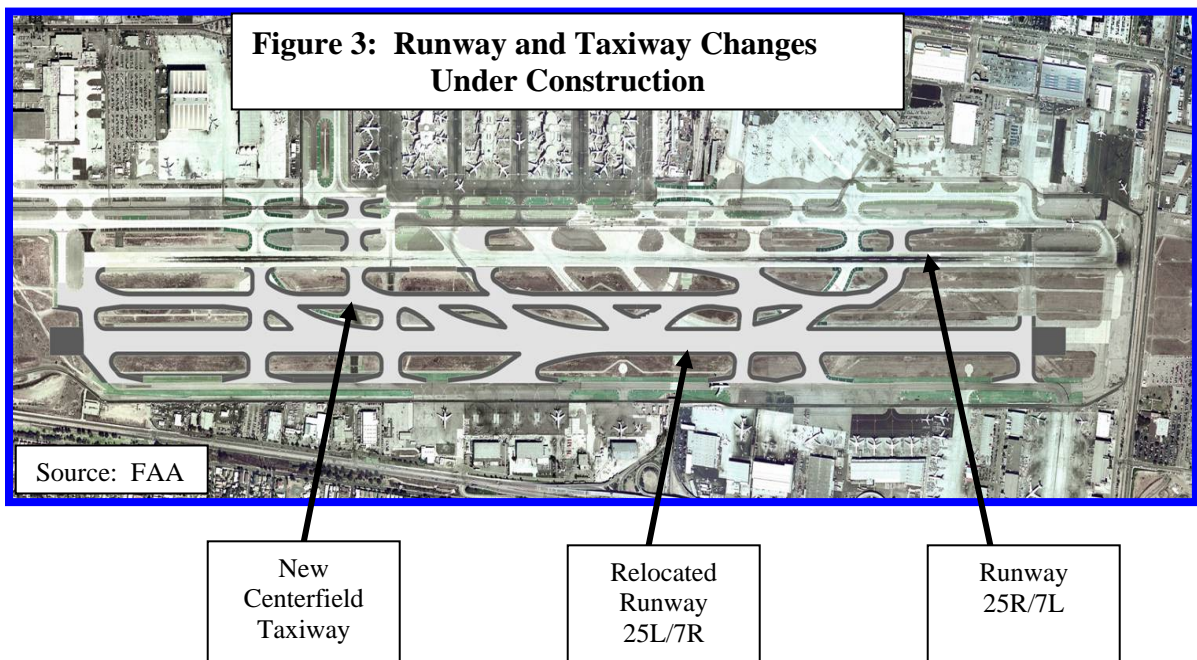 Figure 3:  Runway and Taxiway Changes
Under Construction
Source:  FAA
New
Centerfield
Taxiway
Relocated
Runway
25L/7R
Runway
25R/7L